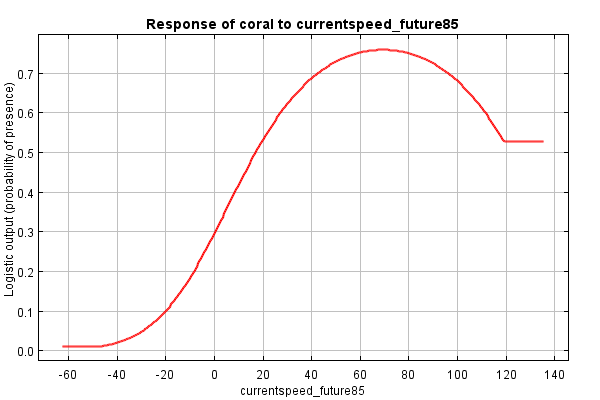 Response of coral to currentspeed_future85
Logistic output (probability of presence)
0.7
0.6
0.5
0.4
0.3
0.2
0.1
0.0
-60 -40 -20 0 20 40 60 80 100 120 140
currentspeed_future85